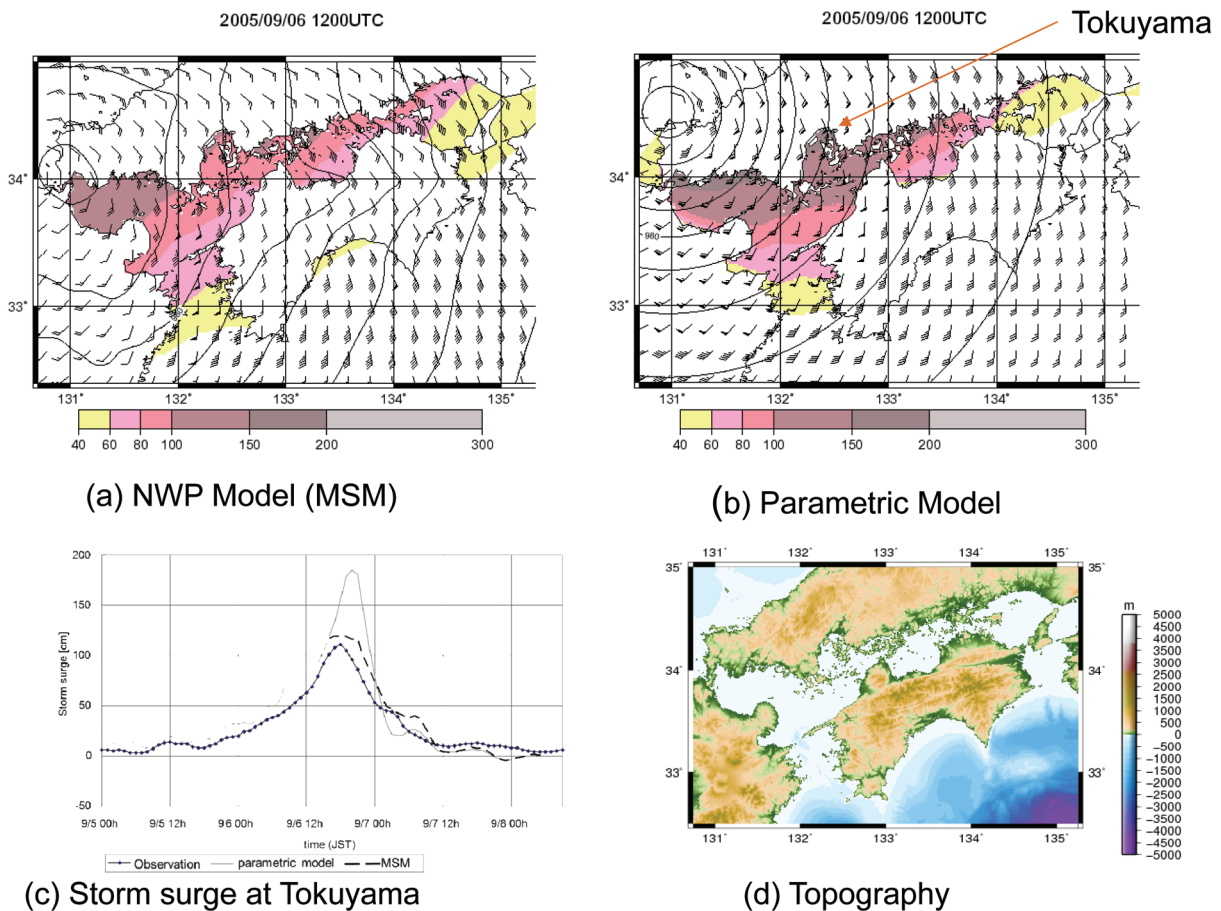 2005/09/06 1200UTC
2005/09/06 1200UTC
Tokuyama
34°
33°
131°
132°
133°
134°
135°
40 60 80 100 150 200 300
34°
980
33°
131°
132°
133°
134°
135°
40 60 80 100 150 200 300
(a) NWP Model (MSM)
(b) Parametric Model
200
150
100
50
0
-50
Storm surge [cm]
9/5 00h 9/5 12h 96 00h 9/6 12h 9/7 00h 9/7 12h 9/8 00h
time (JST)
Observation parametric model MSM
(c) Storm surge at Tokuyama
131° 132° 133° 134° 135°
35° 35°
34° 34°
33° 33°
131° 132° 133° 134° 135°
m
5000
4000
3500
3000
2500
2000
1500
1000
500
0
−500
−1000
−1500
−2000
−2500
−3000
−3500
−4000
−5000
(d) Topography